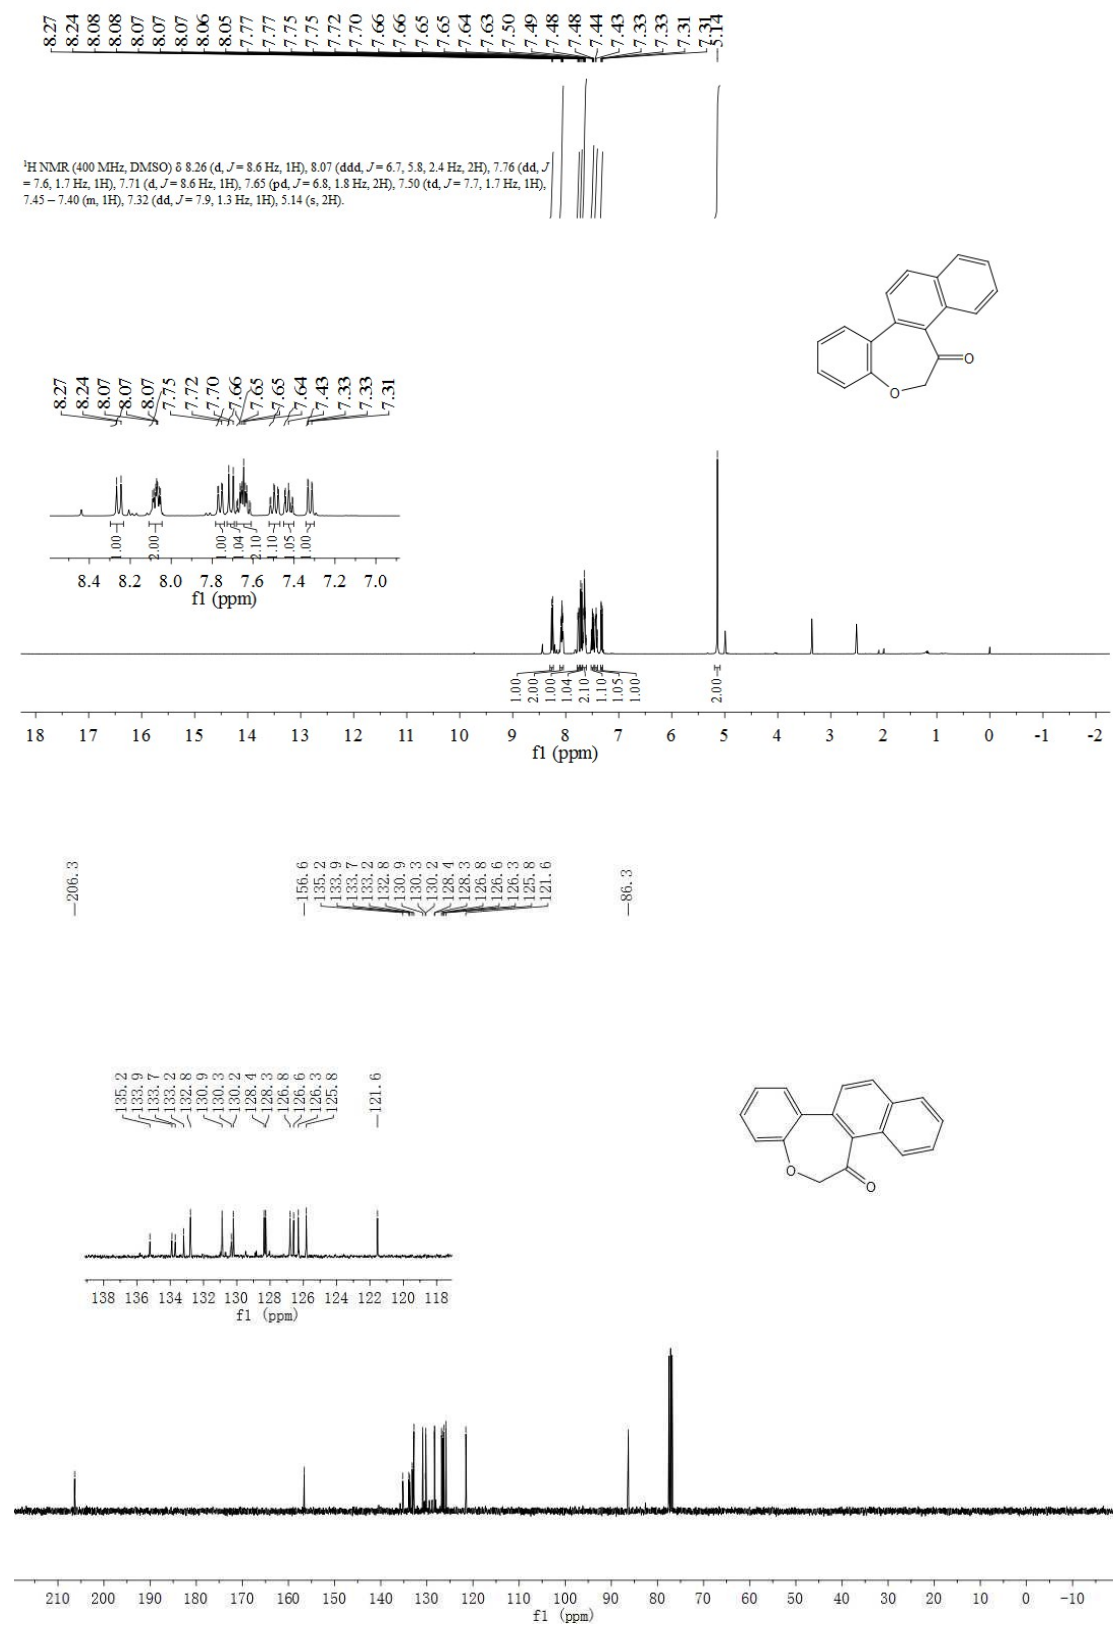 8.27 8.24 8.08 8.08 8.07 8.07 8.07 8.06 8.05 7.77 7.77 7.75 7.75 7.72 7.70 7.66 7.66 7.65 7.65 7.64 7.63 7.50 7.49 7.48 7.48 7.44 7.43 7.33 7.33 7.31 7.31 5.14
¹H NMR (400 MHz, DMSO) δ 8.26 (d, J = 8.6 Hz, 1H), 8.07 (ddd, J = 6.7, 5.8, 2.4 Hz, 2H), 7.76 (dd, J
= 7.6, 1.7 Hz, 1H), 7.71 (d, J = 8.6 Hz, 1H), 7.65 (pd, J = 6.8, 1.8 Hz, 2H), 7.50 (td, J = 7.7, 1.7 Hz, 1H),
7.45 – 7.40 (m, 1H), 7.32 (dd, J = 7.9, 1.3 Hz, 1H), 5.14 (s, 2H).
O
O
8.27 8.24 8.07 8.07 8.07 7.75 7.72 7.70 7.66 7.65 7.65 7.64 7.43 7.33 7.33 7.31
1.00 2.00 1.00 1.04 2.10 1.10 1.05 1.00
8.4 8.2 8.0 7.8 7.6 7.4 7.2 7.0
f1 (ppm)
1.00 2.00 1.00 1.04 2.10 1.10 1.05 1.00 2.00
18 17 16 15 14 13 12 11 10 9 8 7 6 5 4 3 2 1 0 -1 -2
f1 (ppm)
206.3 156.6 135.2 133.9 133.7 133.2 132.8 130.9 130.3 130.2 128.4 128.3 126.8 126.6 126.3 125.8 121.6 86.3
135.2 133.9 133.7 133.2 132.8 130.9 130.3 130.2 128.4 128.3 126.8 126.6 126.3 125.8 121.6
O
O
138 136 134 132 130 128 126 124 122 120 118
f1 (ppm)
210 200 190 180 170 160 150 140 130 120 110 100 90 80 70 60 50 40 30 20 10 0 -10
f1 (ppm)